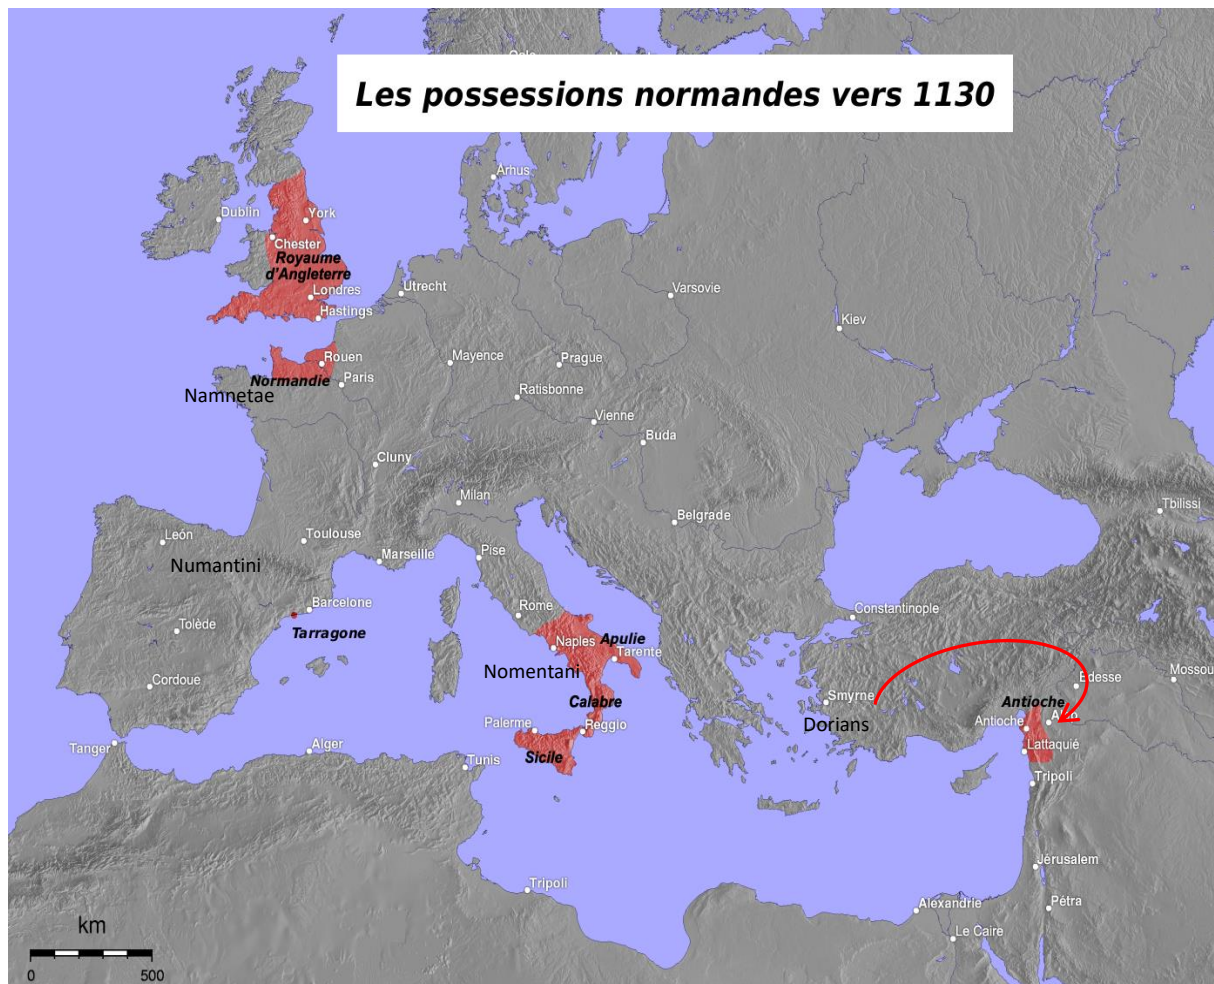 Les possessions normandes vers 1130
Arhus
Dublin
York
Chester
Royaume
d'Angleterre
Londres
Hastings
Utrecht
Varsovie
Kiev
Rouen
Normandie
Paris
Namnetae
Mayence
Prague
Ratisbonne
Vienne
Buda
Cluny
Milan
Belgrade
Tbilissi
León
Toulouse
Marseille
Pise
Numantini
Barcelone
Tarragone
Tolède
Cordoue
Rome
Naples
Apulie
Tarente
Nomentani
Calabre
Constantinople
Smyrne
Dorians
Edesse
Mossou
Antioche
Antioche
Lattaquié
Tripoli
Palerme
Reggio
Sicile
Tanger
Alger
Tunis
Tripoli
Jérusalem
Alexandrie
Pétra
Le Caire
km
0 500